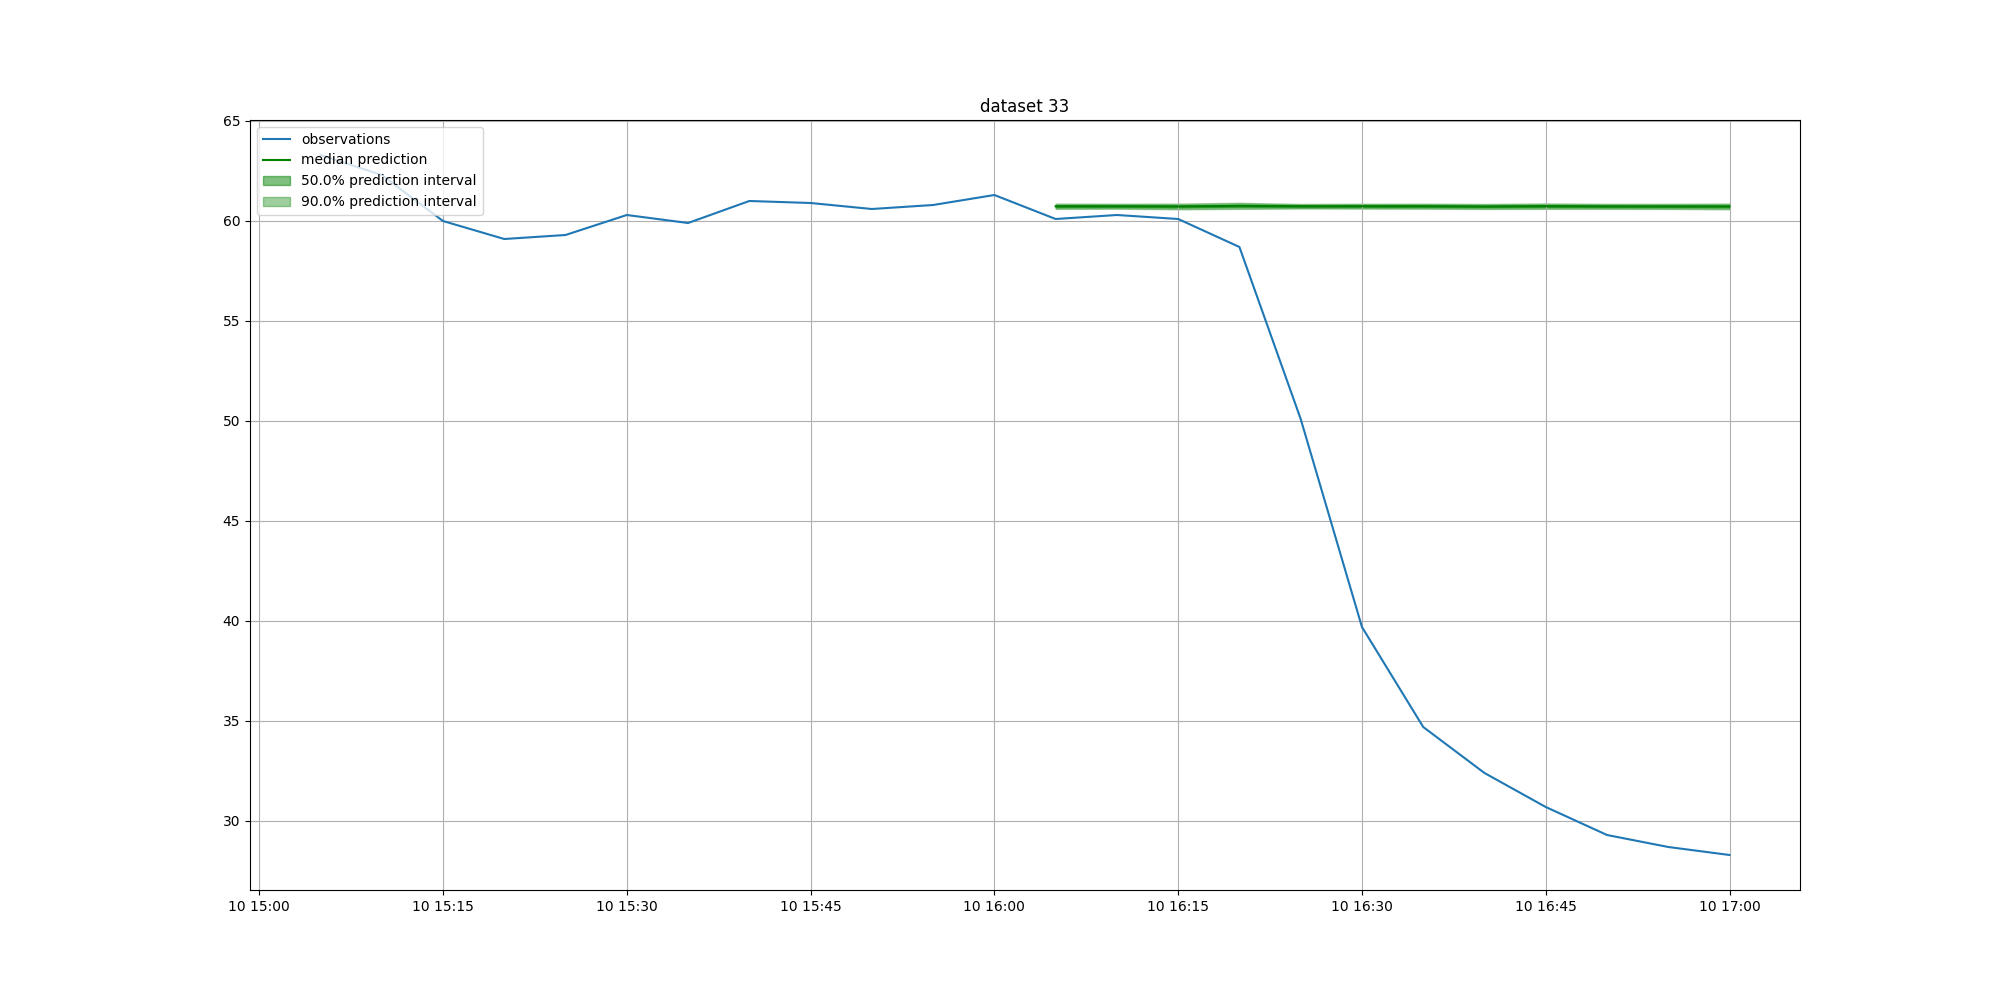 dataset 33
65
observations
median prediction
50.0% prediction interval
90.0% prediction interval
60
55
50
45
40
35
30
10 15:00 10 15:15 10 15:30 10 15:45 10 16:00 10 16:15 10 16:30 10 16:45 10 17:00